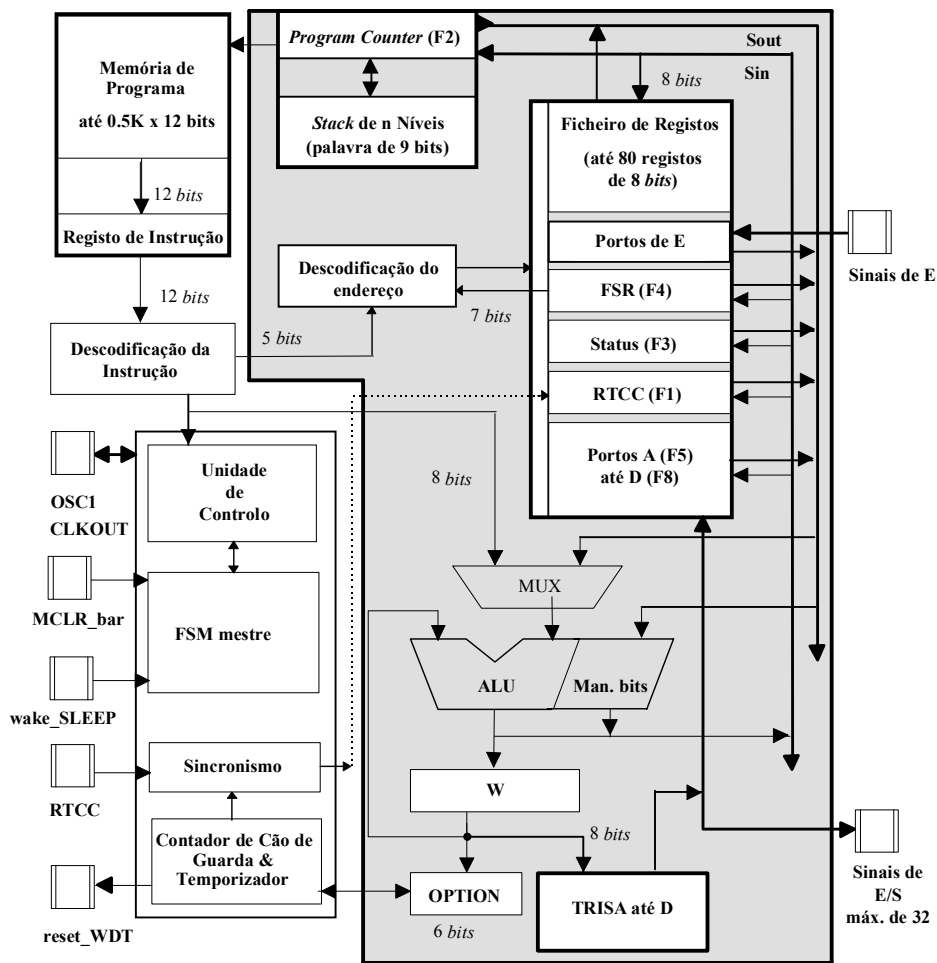 Program Counter (F2)
Sout
Sin
8 bits
Memória de
Programa
até 0.5K x 12 bits
Stack de n Níveis
(palavra de 9 bits)
Ficheiro de Registos
(até 80 registos
de 8 bits)
12 bits
Registo de Instrução
Portos de E
Sinais de E
Descodificação do
endereço
FSR (F4)
12 bits
7 bits
5 bits
Descodificação da
Instrução
Status (F3)
RTCC (F1)
Portos A (F5)
até D (F8)
8 bits
Unidade
de
Controlo
OSC1
CLKOUT
MUX
MCLR_bar
FSM mestre
ALU
Man. bits
wake_SLEEP
Sincronismo
W
RTCC
Contador de Cão de
Guarda &
Temporizador
8 bits
OPTION
6 bits
TRISA até D
Sinais de
E/S
máx. de 32
reset_WDT